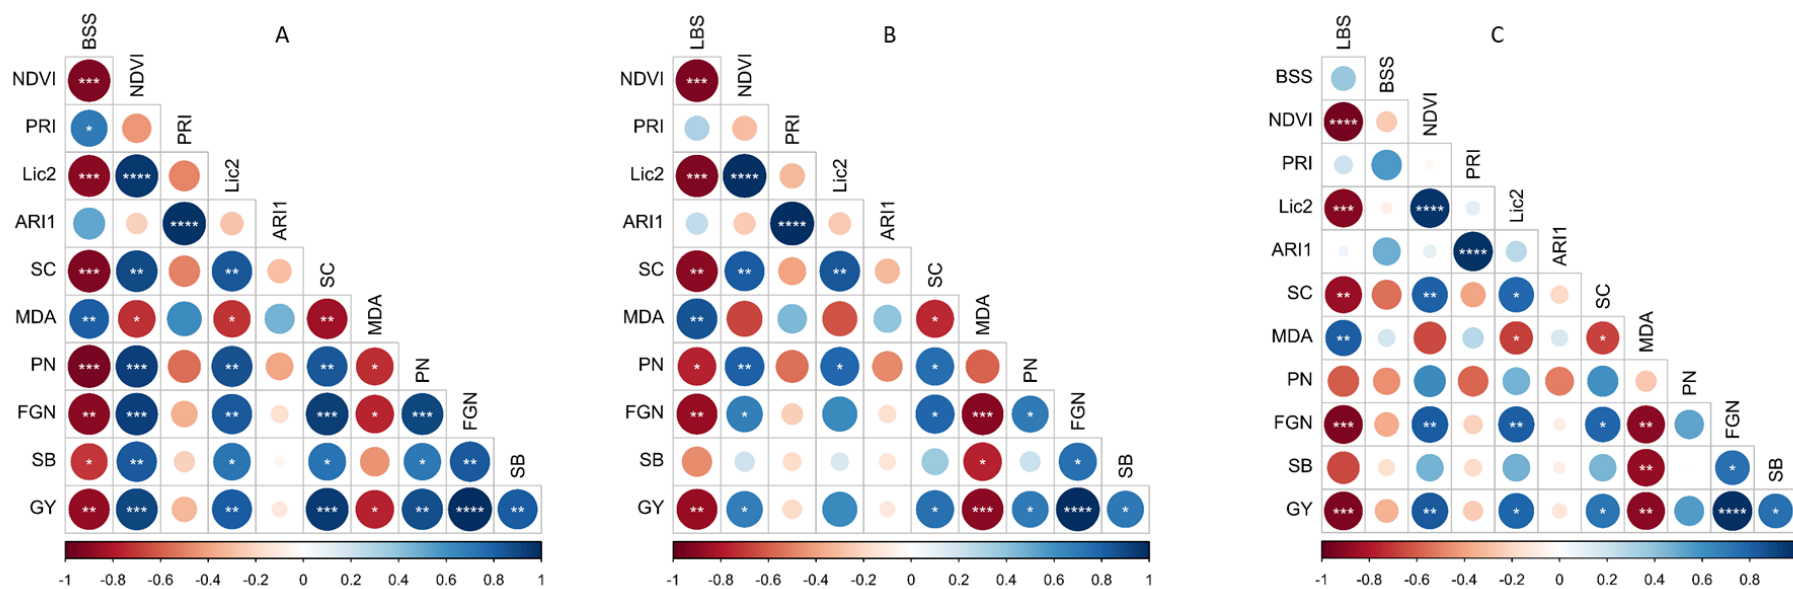 A
BSS
NDVI *** NDVI
PRI * PRI
Lic2 *** **** Lic2
ARI1 **** ARI1
SC *** ** ** SC
MDA ** * * ** MDA
PN *** *** ** ** * PN
FGN ** *** ** *** * *** FGN
SB * ** * * * ** SB
GY ** *** ** *** * ** **** **
-1 -0.8 -0.6 -0.4 -0.2 0 0.2 0.4 0.6 0.8 1
B
LBS
NDVI *** NDVI
PRI PRI
Lic2 *** **** Lic2
ARI1 **** ARI1
SC ** ** ** SC
MDA ** * MDA
PN * ** * * PN
FGN ** * * *** * FGN
SB * * SB
GY ** * * *** * **** *
-1 -0.8 -0.6 -0.4 -0.2 0 0.2 0.4 0.6 0.8 1
C
LBS
BSS BSS
NDVI **** NDVI
PRI PRI
Lic2 *** **** Lic2
ARI1 **** ARI1
SC ** ** * SC
MDA ** * * MDA
PN PN
FGN *** ** ** * ** FGN
SB ** * SB
GY *** ** * * ** **** *
-1 -0.8 -0.6 -0.4 -0.2 0 0.2 0.4 0.6 0.8